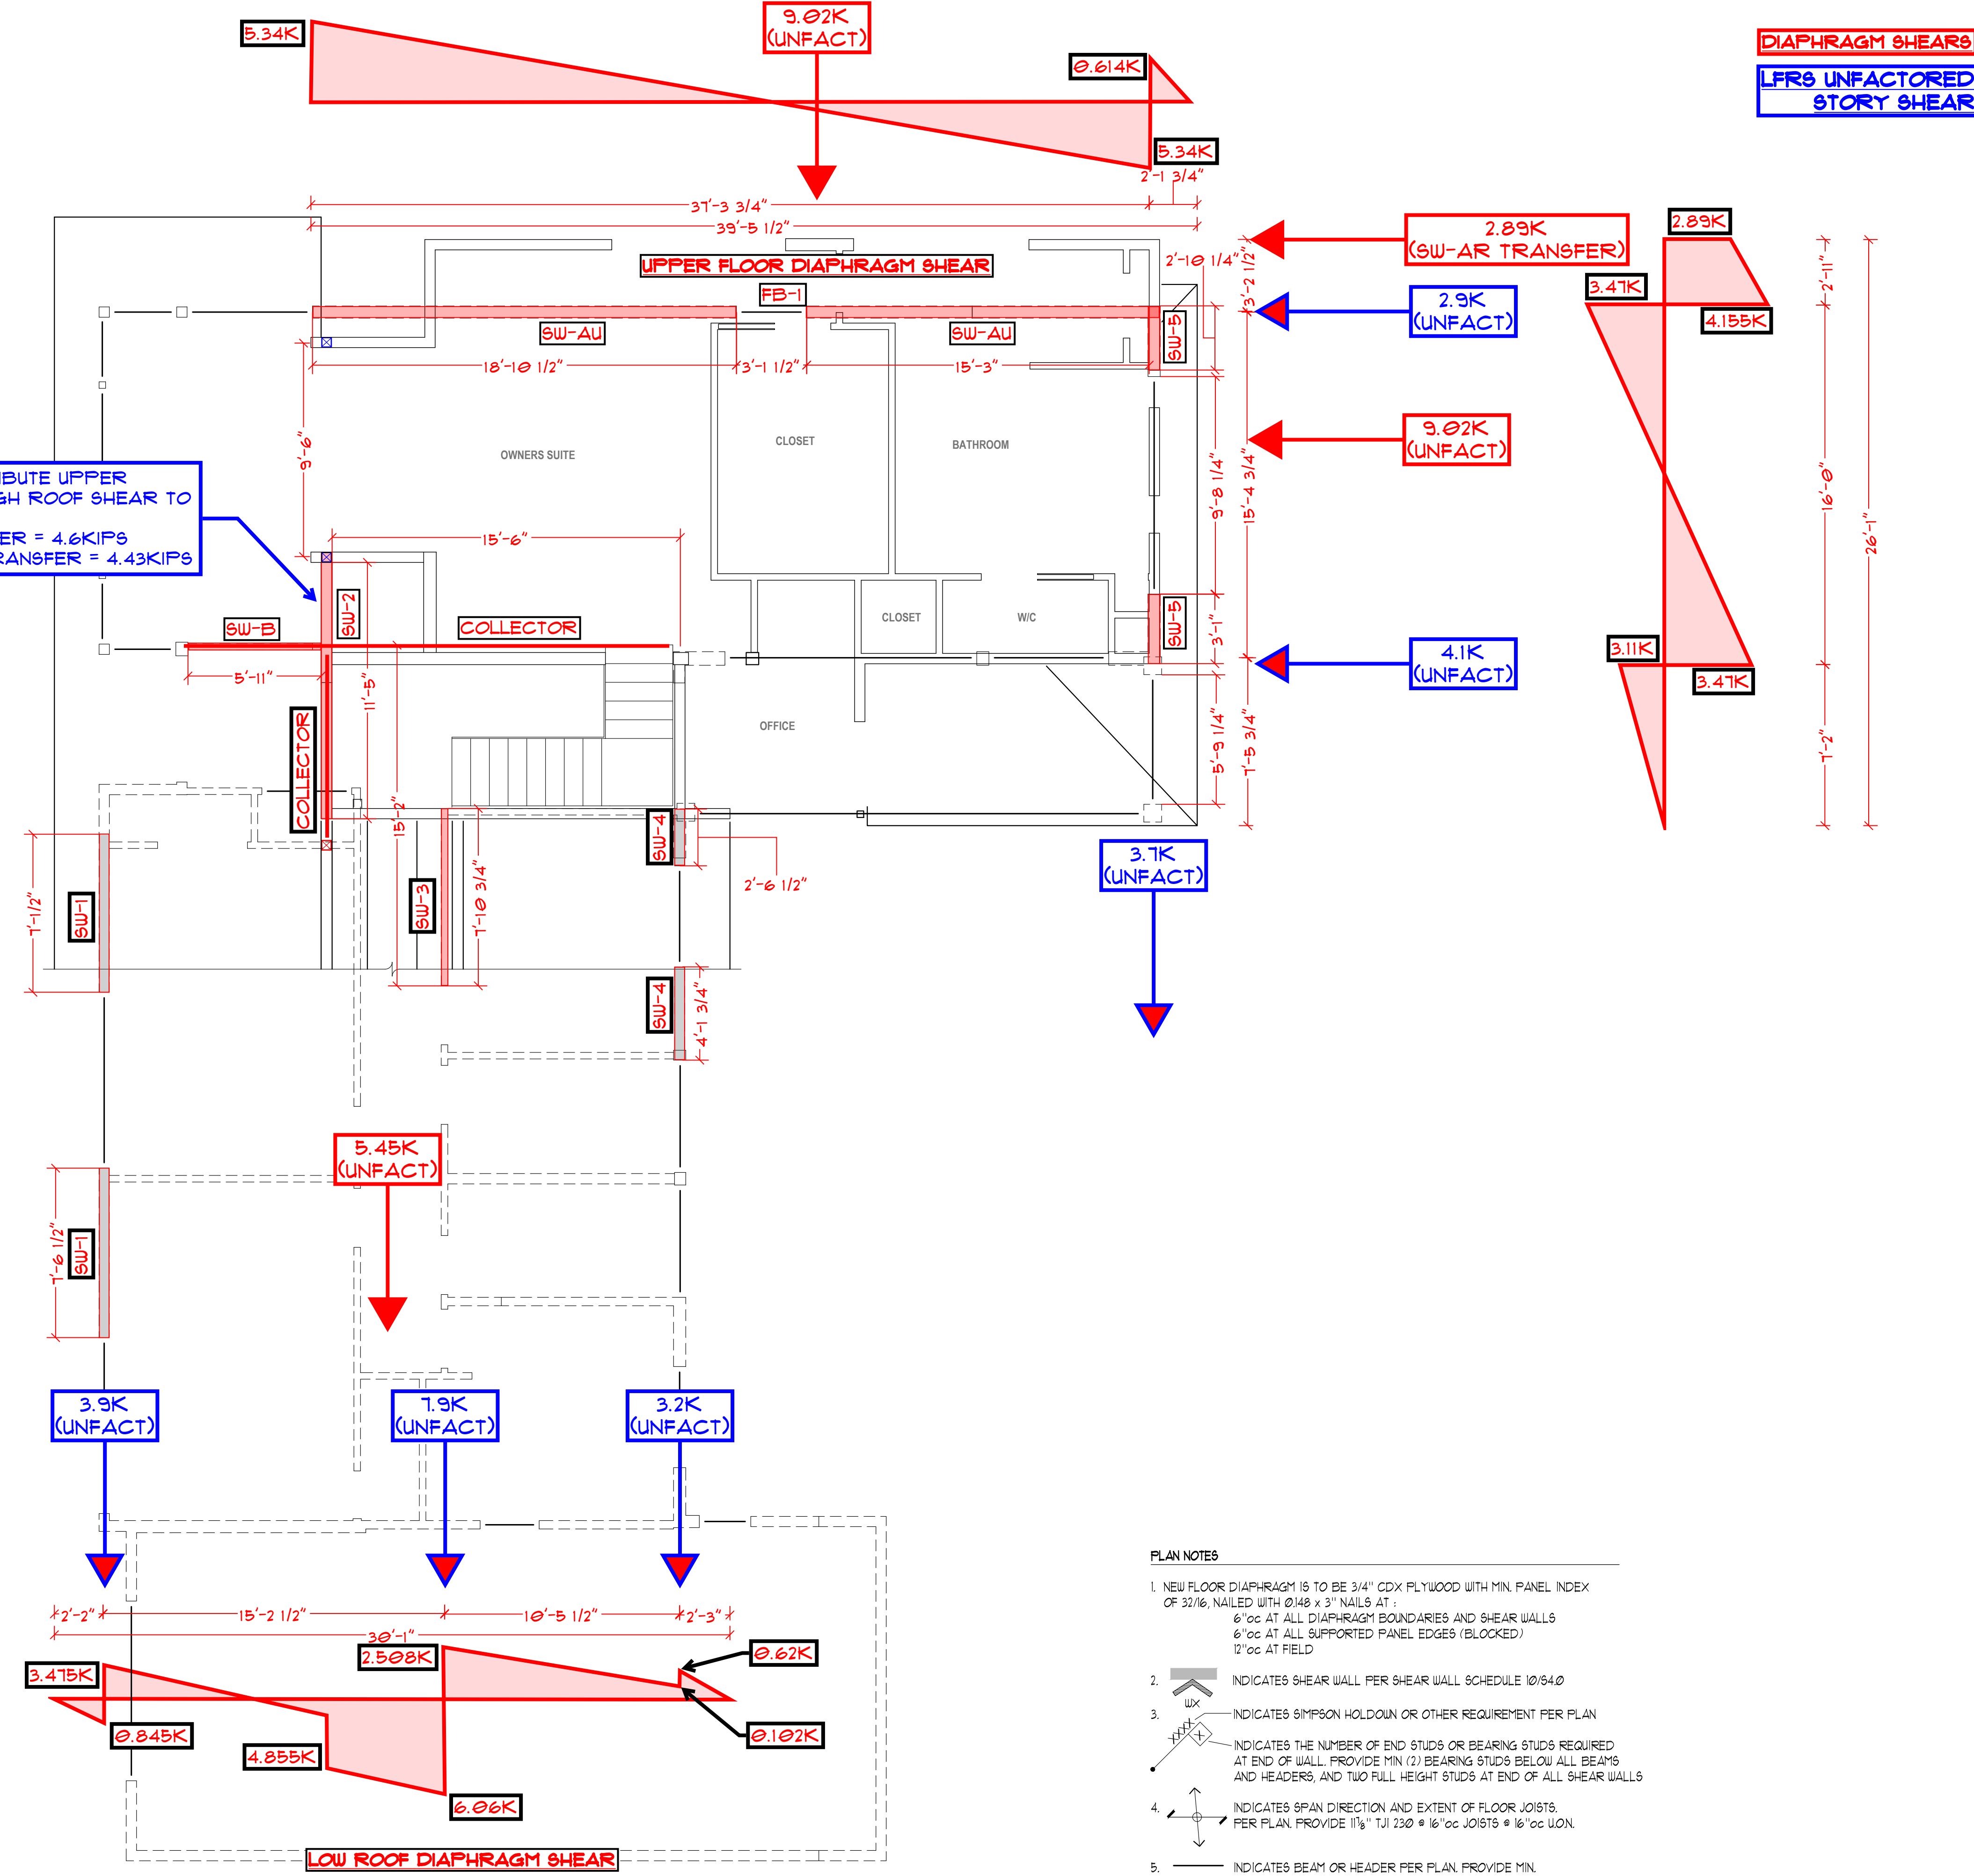 5.34K
9.02K
(UNFACT)
0.614K
5.34K
DIAPHRAGM SHEARS
LFRS UNFACTORED
STORY SHEAR
2'-1 3/4"
37'-3 3/4"
39'-5 1/2"
UPPER FLOOR DIAPHRAGM SHEAR
2'-10 1/4"
3'-2 1/2"
2.89K
(SW-AR TRANSFER)
2.89K
2'-11"
3.47K
4.155K
FB-1
2.9K
(UNFACT)
SW-AU
SW-AU
SW-5
18'-10 1/2"
3'-1 1/2"
15'-3"
9'-6"
OWNERS SUITE
CLOSET
BATHROOM
9.02K
(UNFACT)
9'-8 1/4"
15'-4 3/4"
16'-0"
26'-1"
IBUTE UPPER
GH ROOF SHEAR TO
ER = 4.6KIPS
RANSFER = 4.43KIPS
15'-6"
SW-2
SW-B
COLLECTOR
CLOSET
W/C
SW-5
3'-1"
4.1K
(UNFACT)
3.11K
3.47K
5'-11"
11'-5"
COLLECTOR
OFFICE
5'-9 1/4"
7'-5 3/4"
7'-2"
15'-2"
SW-4
2'-6 1/2"
3.7K
(UNFACT)
7'-1/2"
SW-1
SW-3
7'-10 3/4"
SW-4
4'-1 3/4"
5.45K
(UNFACT)
7'-6 1/2"
SW-1
3.9K
(UNFACT)
7.9K
(UNFACT)
3.2K
(UNFACT)
2'-2"
15'-2 1/2"
10'-5 1/2"
2'-3"
30'-1"
3.475K
2.508K
0.62K
0.845K
4.855K
0.102K
6.06K
LOW ROOF DIAPHRAGM SHEAR
PLAN NOTES
1. NEW FLOOR DIAPHRAGM IS TO BE 3/4" CDX PLYWOOD WITH MIN. PANEL INDEX
OF 32/16, NAILED WITH 0.148 x 3" NAILS AT :
6"oc AT ALL DIAPHRAGM BOUNDARIES AND SHEAR WALLS
6"oc AT ALL SUPPORTED PANEL EDGES (BLOCKED)
12"oc AT FIELD
2. INDICATES SHEAR WALL PER SHEAR WALL SCHEDULE 10/S4.0
WX
3. INDICATES SIMPSON HOLDOWN OR OTHER REQUIREMENT PER PLAN
XXXX
X
INDICATES THE NUMBER OF END STUDS OR BEARING STUDS REQUIRED
AT END OF WALL. PROVIDE MIN (2) BEARING STUDS BELOW ALL BEAMS
AND HEADERS, AND TWO FULL HEIGHT STUDS AT END OF ALL SHEAR WALLS
4. INDICATES SPAN DIRECTION AND EXTENT OF FLOOR JOISTS.
PER PLAN. PROVIDE 11 7/8" TJI 230 @ 16"oc JOISTS @ 16"oc U.O.N.
5. INDICATES BEAM OR HEADER PER PLAN. PROVIDE MIN.